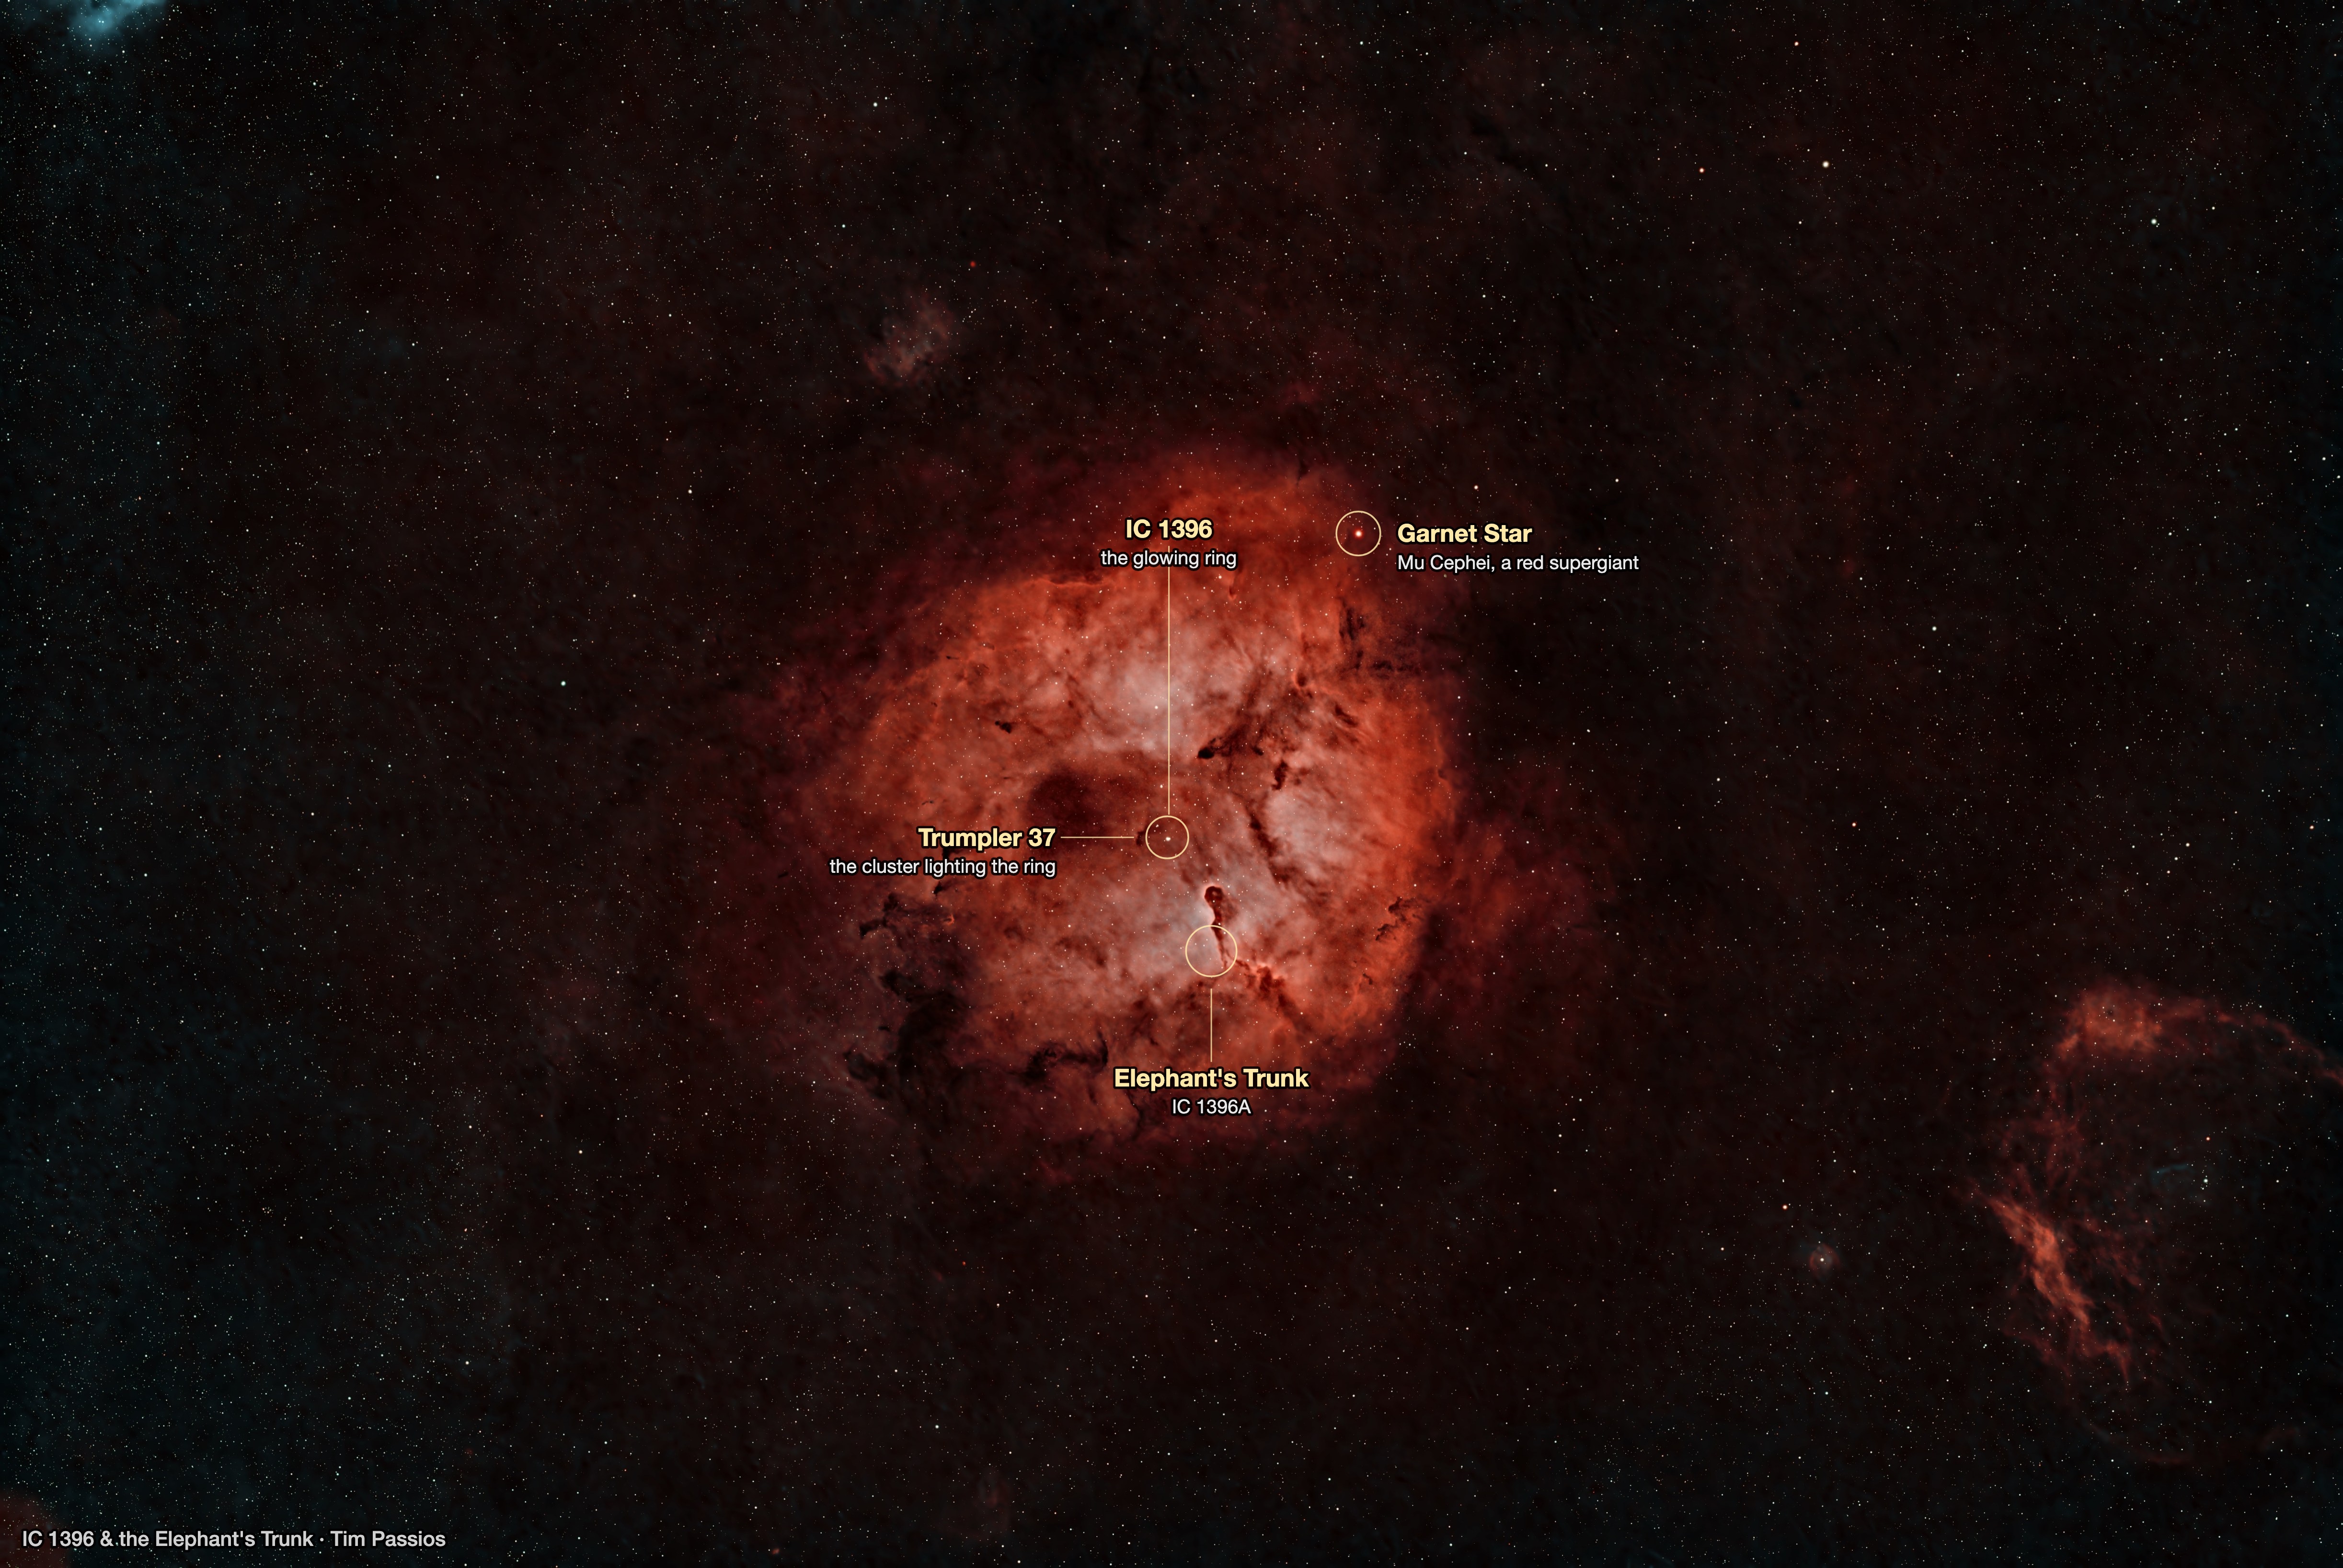 IC 1396
the glowing ring
Garnet Star
Mu Cephei, a red supergiant
Trumpler 37
the cluster lighting the ring
Elephant's Trunk
IC 1396A
IC 1396 & the Elephant's Trunk · Tim Passios